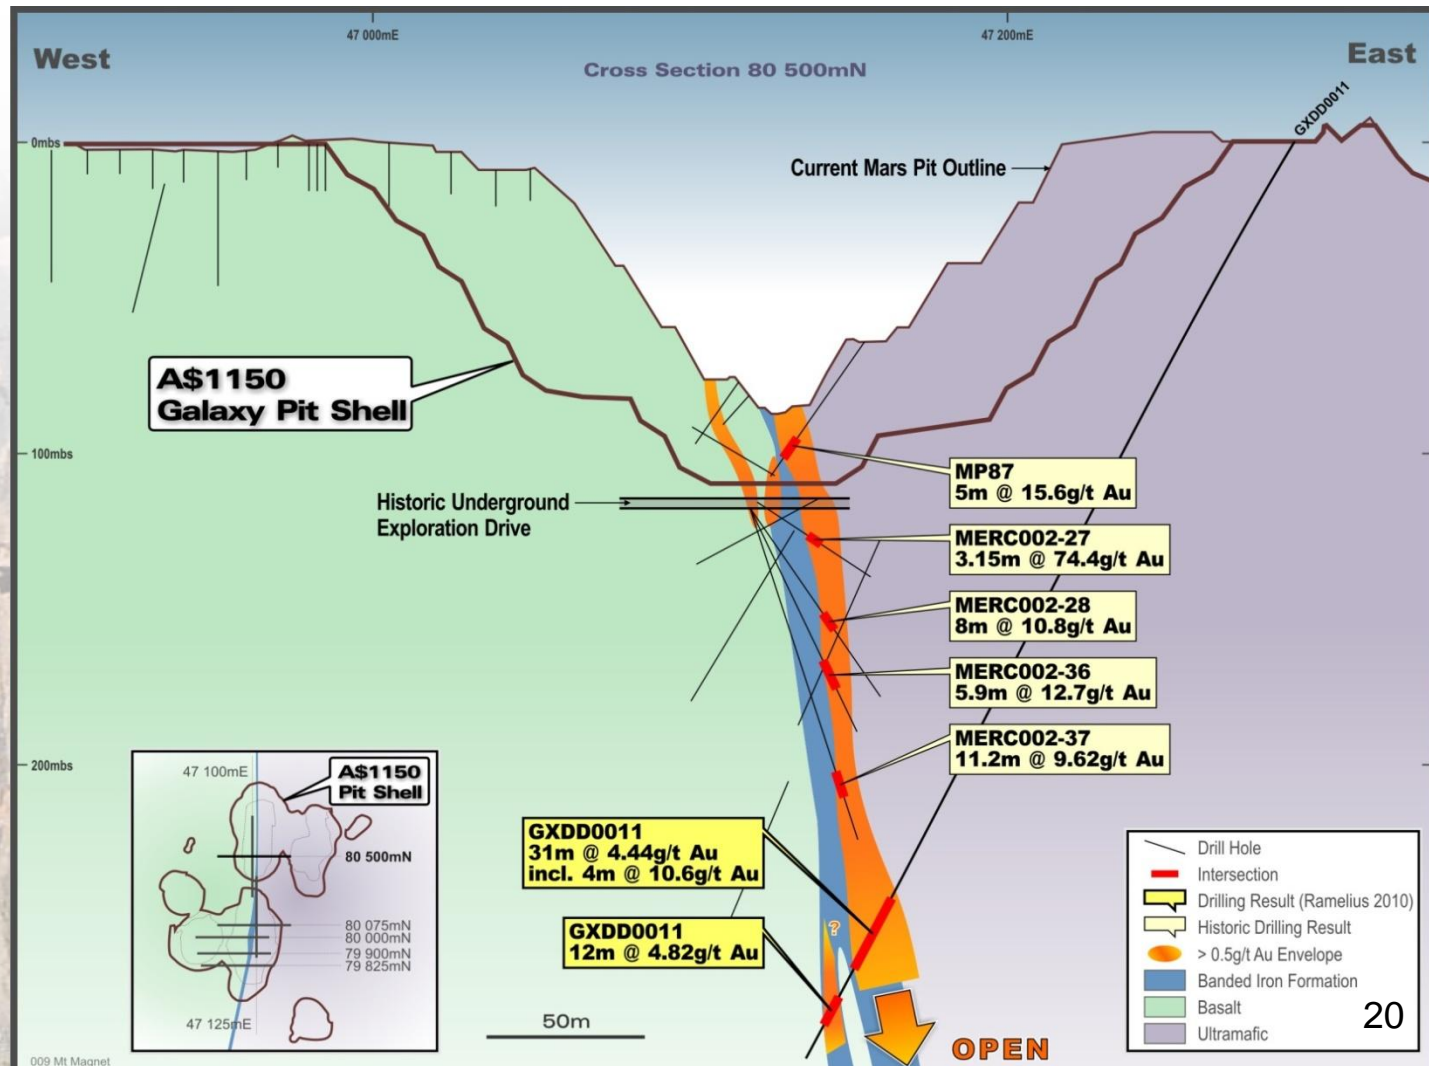 47 000mE
47 200mE
West
East
Cross Section 80 500mN
GXDD0011
0mbs
Current Mars Pit Outline
A$1150
Galaxy Pit Shell
100mbs
MP87
5m @ 15.6g/t Au
Historic Underground
Exploration Drive
MERC002-27
3.15m @ 74.4g/t Au
MERC002-28
8m @ 10.8g/t Au
MERC002-36
5.9m @ 12.7g/t Au
MERC002-37
11.2m @ 9.62g/t Au
200mbs
47 100mE
A$1150
Pit Shell
80 500mN
80 075mN
80 000mN
79 900mN
79 825mN
47 125mE
GXDD0011
31m @ 4.44g/t Au
incl. 4m @ 10.6g/t Au
GXDD0011
12m @ 4.82g/t Au
?
50m
OPEN
Drill Hole
Intersection
Drilling Result (Ramelius 2010)
Historic Drilling Result
> 0.5g/t Au Envelope
Banded Iron Formation
Basalt
Ultramafic
20
009 Mt Magnet